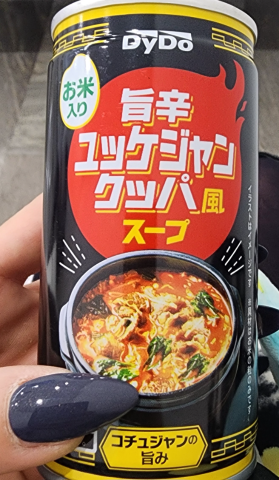 DyDo
お米
入り
旨辛
ユッケジャン
クッパ風
スープ
コチュジャンの
旨み